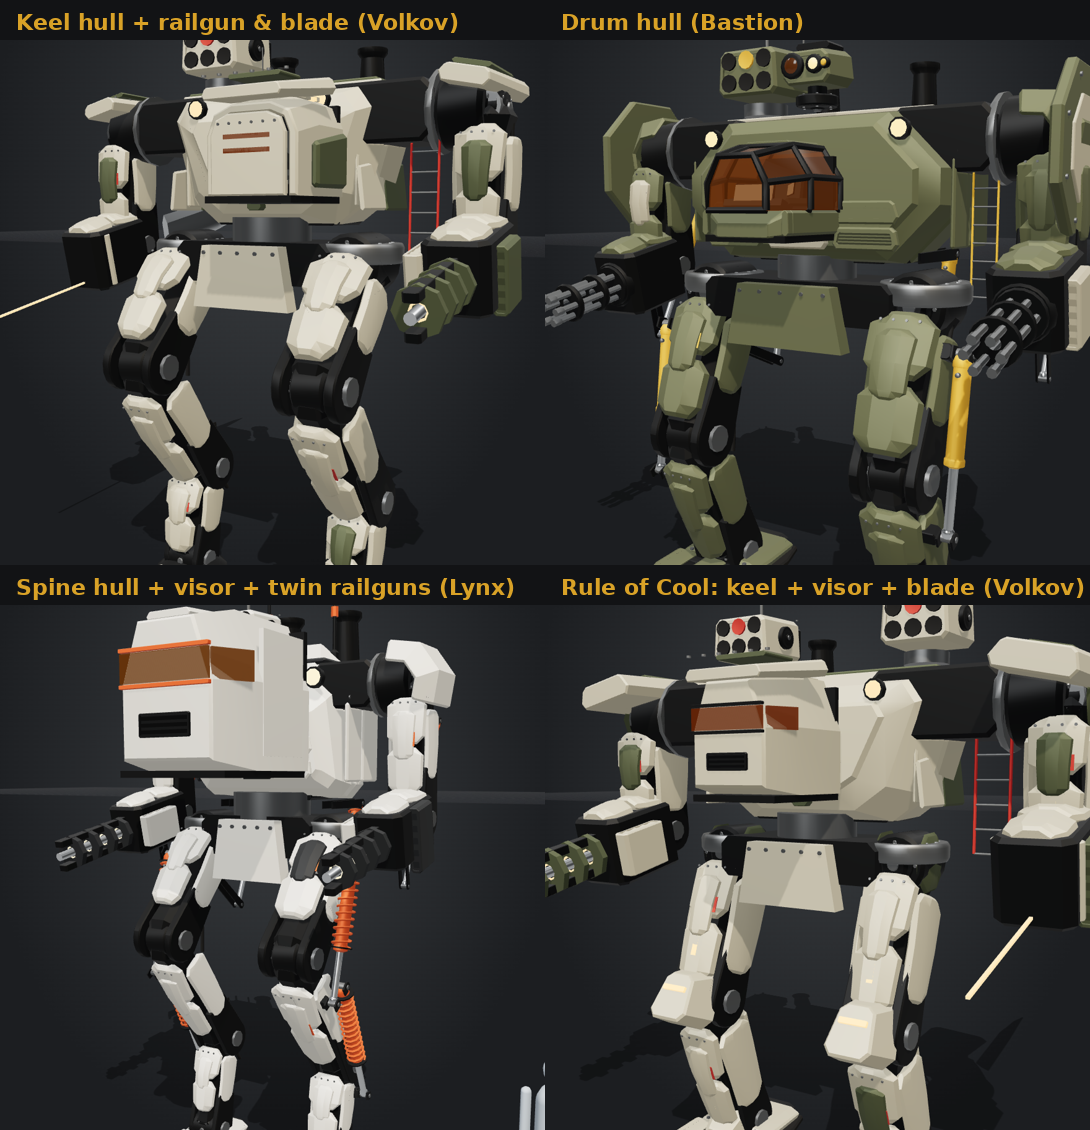 Keel hull + railgun & blade (Volkov)
Drum hull (Bastion)
Spine hull + visor + twin railguns (Lynx)
Rule of Cool: keel + visor + blade (Volkov)